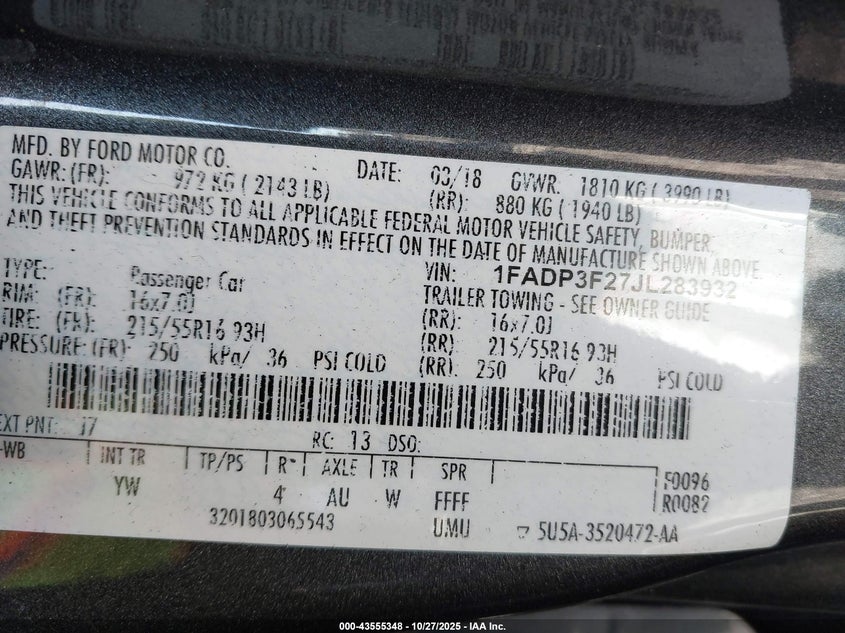 MFD. BY FORD MOTOR CO. DATE: 03/18 GVWR: 1810 KG ( 3990 LB)
GAWR: (FR): 972 KG ( 2143 LB) (RR): 880 KG ( 1940 LB)
THIS VEHICLE CONFORMS TO ALL APPLICABLE FEDERAL MOTOR VEHICLE SAFETY, BUMPER,
AND THEFT PREVENTION STANDARDS IN EFFECT ON THE DATE OF MANUFACTURE SHOWN ABOVE.
VIN: 1FADP3F27JL283932
TYPE: Passenger Car TRAILER TOWING - SEE OWNER GUIDE
RIM: (FR): 16x7.0J (RR): 16x7.0J
TIRE: (FR): 215/55R16 93H (RR): 215/55R16 93H
PRESSURE: (FR): 250 kPa/ 36 PSI COLD (RR): 250 kPa/ 36 PSI COLD
EXT PNT: RC: 13 DSO:
WB INT TR TP/PS R AXLE TR SPR F0096
YW 4 AU W FFFF R0082
3201803065543 UMU 5U5A-3520472-AA
000-43555348 - 10/27/2025 - IAA Inc.